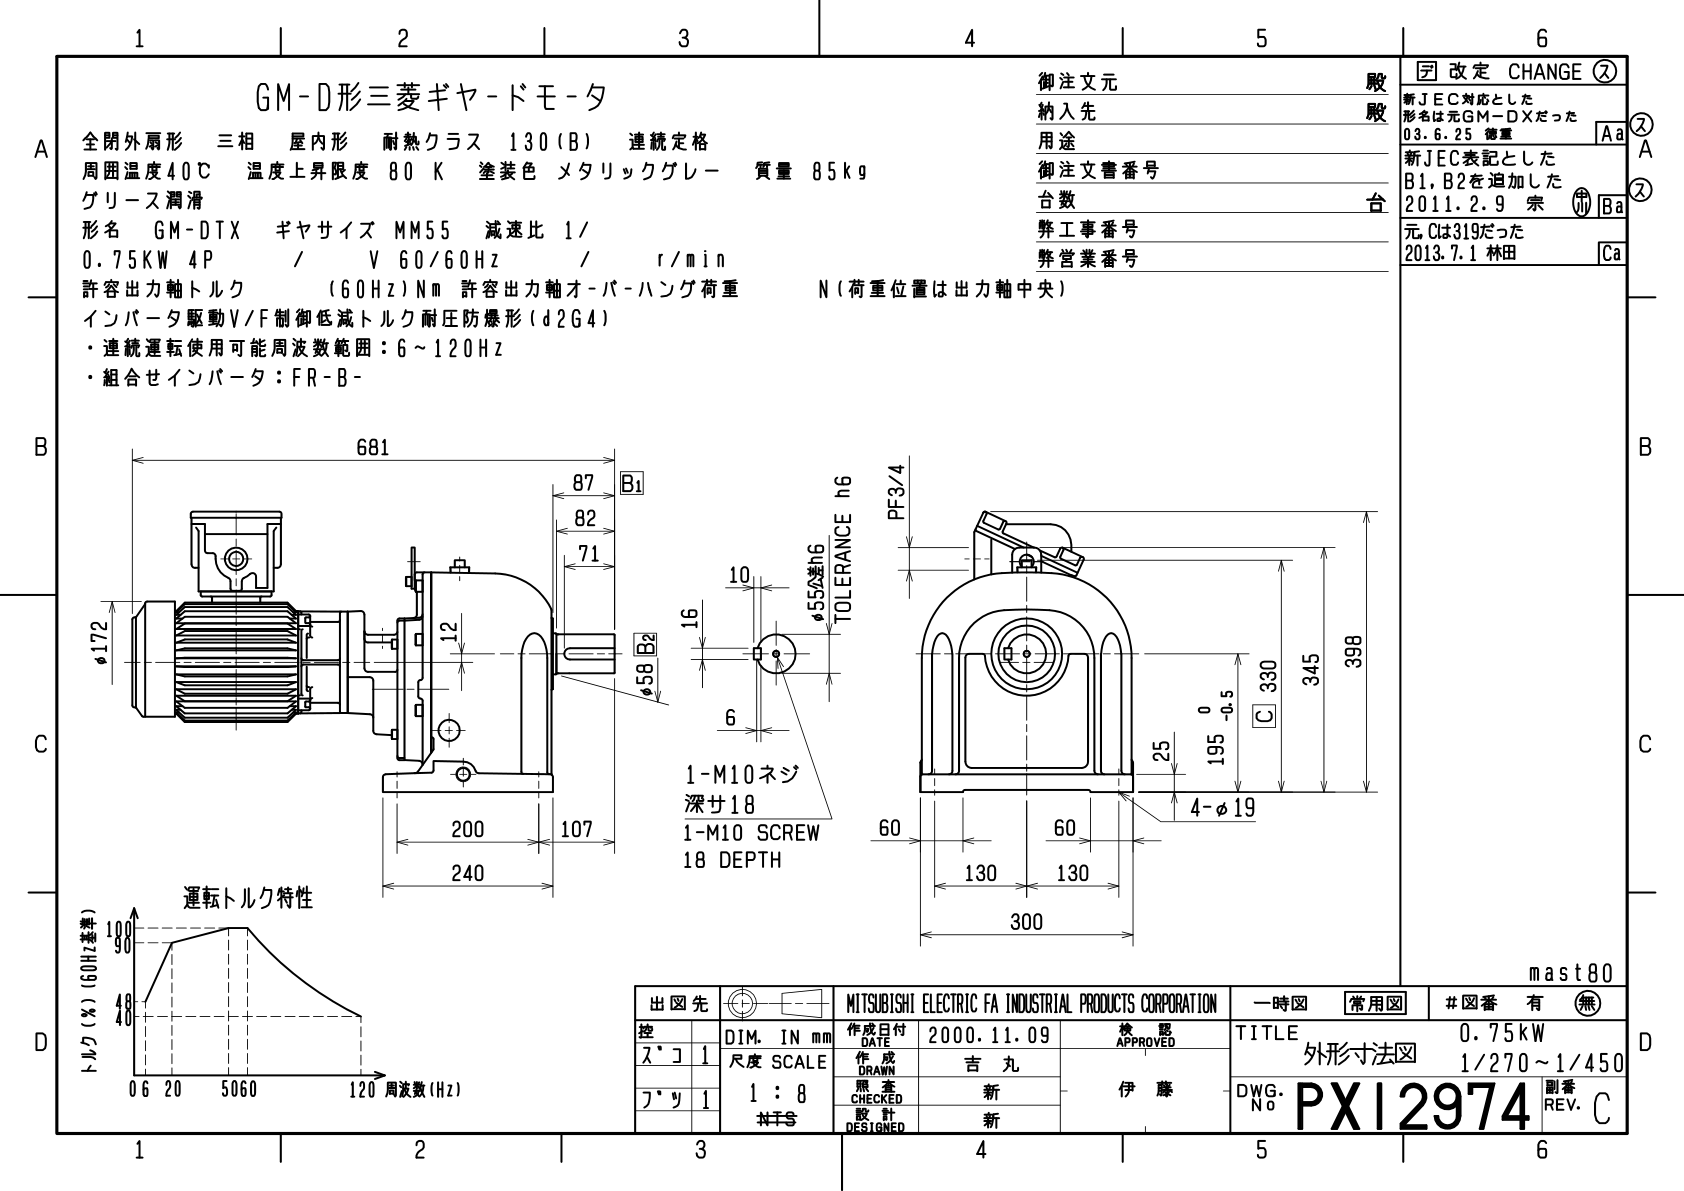 1 2 3 4 5 6
GM-D形三菱ギヤードモータ
全閉外扇形 三相 屋内形 耐熱クラス 130(B) 連続定格
周囲温度40℃ 温度上昇限度 80 K 塗装色 メタリックグレー 質量 85kg
グリース潤滑
形名 GM-DTX ギヤサイズ MM55 減速比 1/
0.75KW 4P / V 60/60Hz / r/min
許容出力軸トルク (60Hz)Nm 許容出力軸オーバーハング荷重 N(荷重位置は出力軸中央)
インバータ駆動V/F制御低減トルク耐圧防爆形(d2G4)
・連続運転使用可能周波数範囲：6～120Hz
・組合せインバータ：FR-B-
御注文元 殿
納入先 殿
用途
御注文書番号
台数 台
弊工事番号
弊営業番号
デ 改定 CHANGE ス
新JEC対応とした
形名は元GM-DXだった
03.6.25 徳重 Aa ス
新JEC表記とした
B1,B2を追加した
2011.2.9 宗 Ba ス
元,Cは319だった
2013.7.1 林田 Ca
A A
B B
C C
D D
681
87 B1
82
71
φ172
12
φ58 B2
200 107
240
10
16
6
φ55公差h6
TOLERANCE h6
1-M10ネジ
深サ18
1-M10 SCREW
18 DEPTH
PF3/4
398
345
330 C
195 0 -0.5
25
4-φ19
60 60
130 130
300
運転トルク特性
トルク(%)(60Hz基準)
100
90
48
40
0 6 20 50 60 120 周波数(Hz)
mast80
出図先
MITSUBISHI ELECTRIC FA INDUSTRIAL PRODUCTS CORPORATION
一時図 常用図 #図番 有 無
控
ズコ 1
ブツ 1
DIM. IN mm
尺度 SCALE
1 : 8
NTS
作成日付 DATE 2000.11.09
作成 DRAWN 吉丸
照査 CHECKED 新
設計 DESIGNED 新
検認 APPROVED
伊藤
TITLE 0.75kW
外形寸法図 1/270～1/450
DWG. No PX12974 副番 REV. C
1 2 3 4 5 6